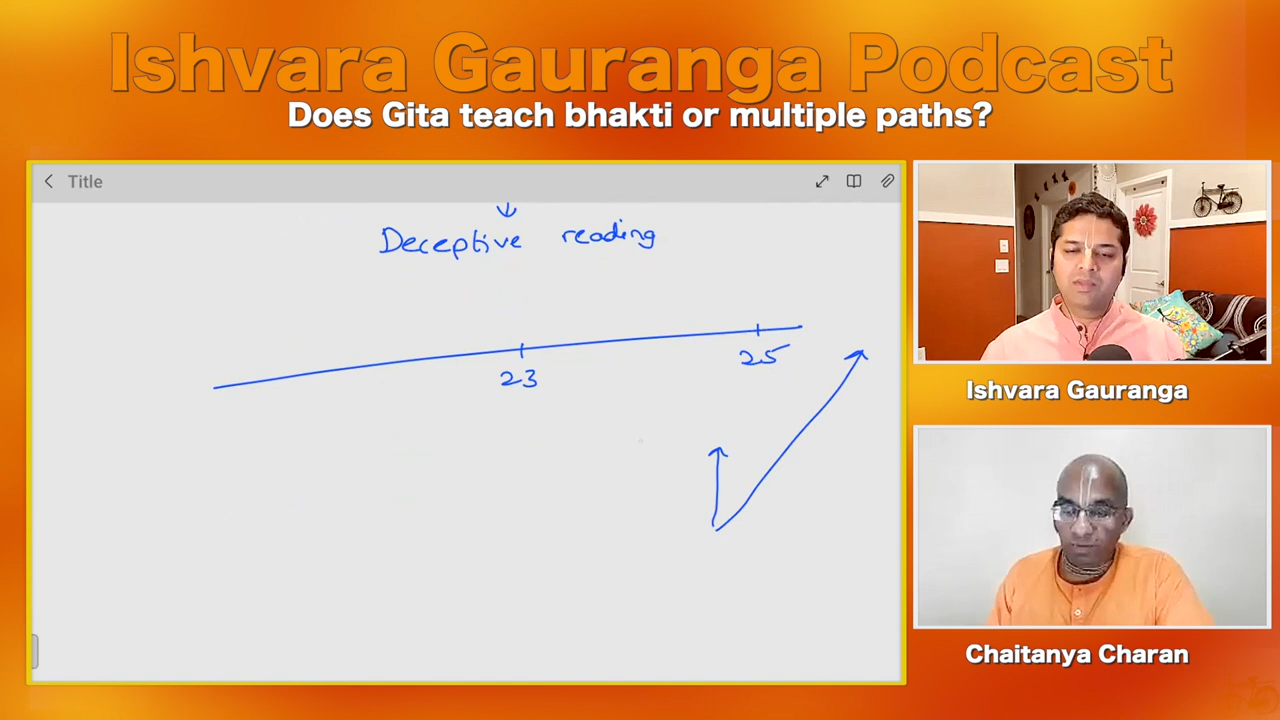 Ishvara Gauranga Podcast
Does Gita teach bhakti or multiple paths?
Title
Deceptive reading
23
25
Ishvara Gauranga
Chaitanya Charan